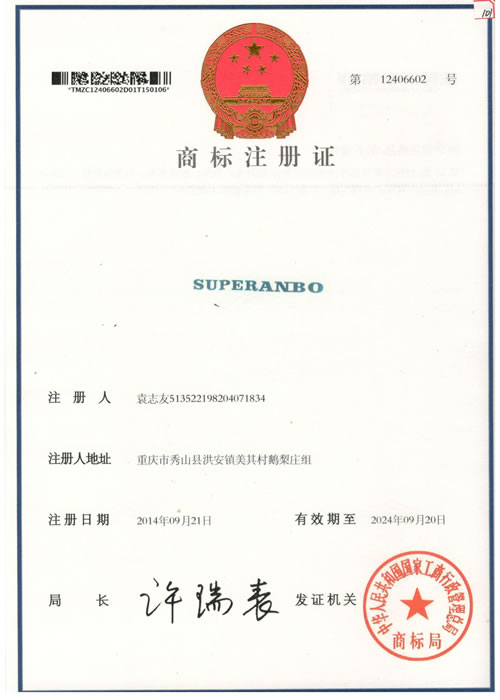 101
*TMZC12406602D01T150106*
第 12406602 号
商标注册证
SUPERANBO
注册人 袁志友513522198204071834
注册人地址 重庆市秀山县洪安镇美其村鹅梨庄组
注册日期 2014年09月21日 有效期至 2024年09月20日
局长 许瑞表 发证机关
中华人民共和国国家工商行政管理总局
商标局